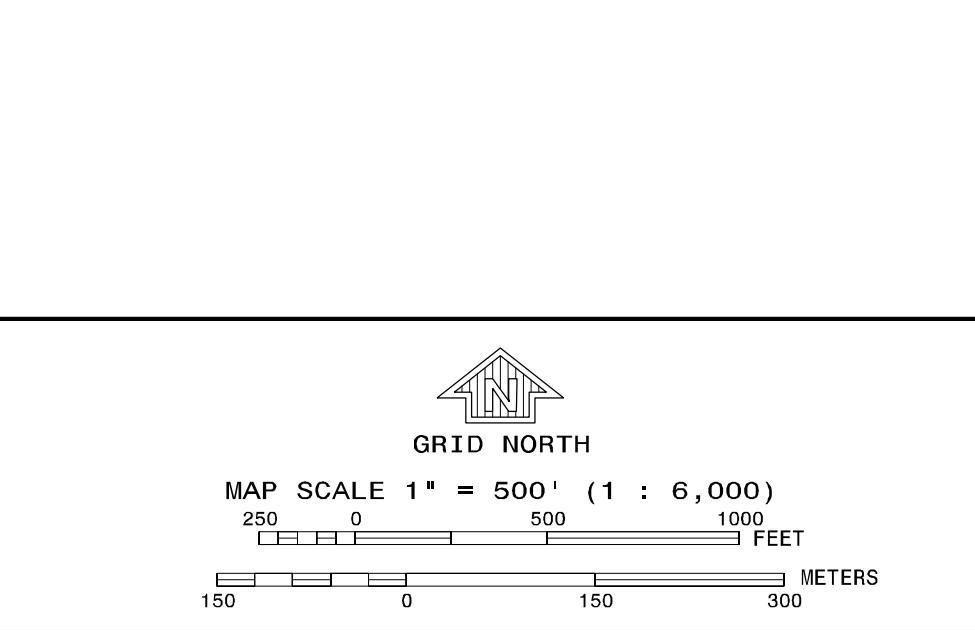 N
GRID NORTH
MAP SCALE 1" = 500' (1 : 6,000)
250 0 500 1000
FEET
METERS
150 0 150 300